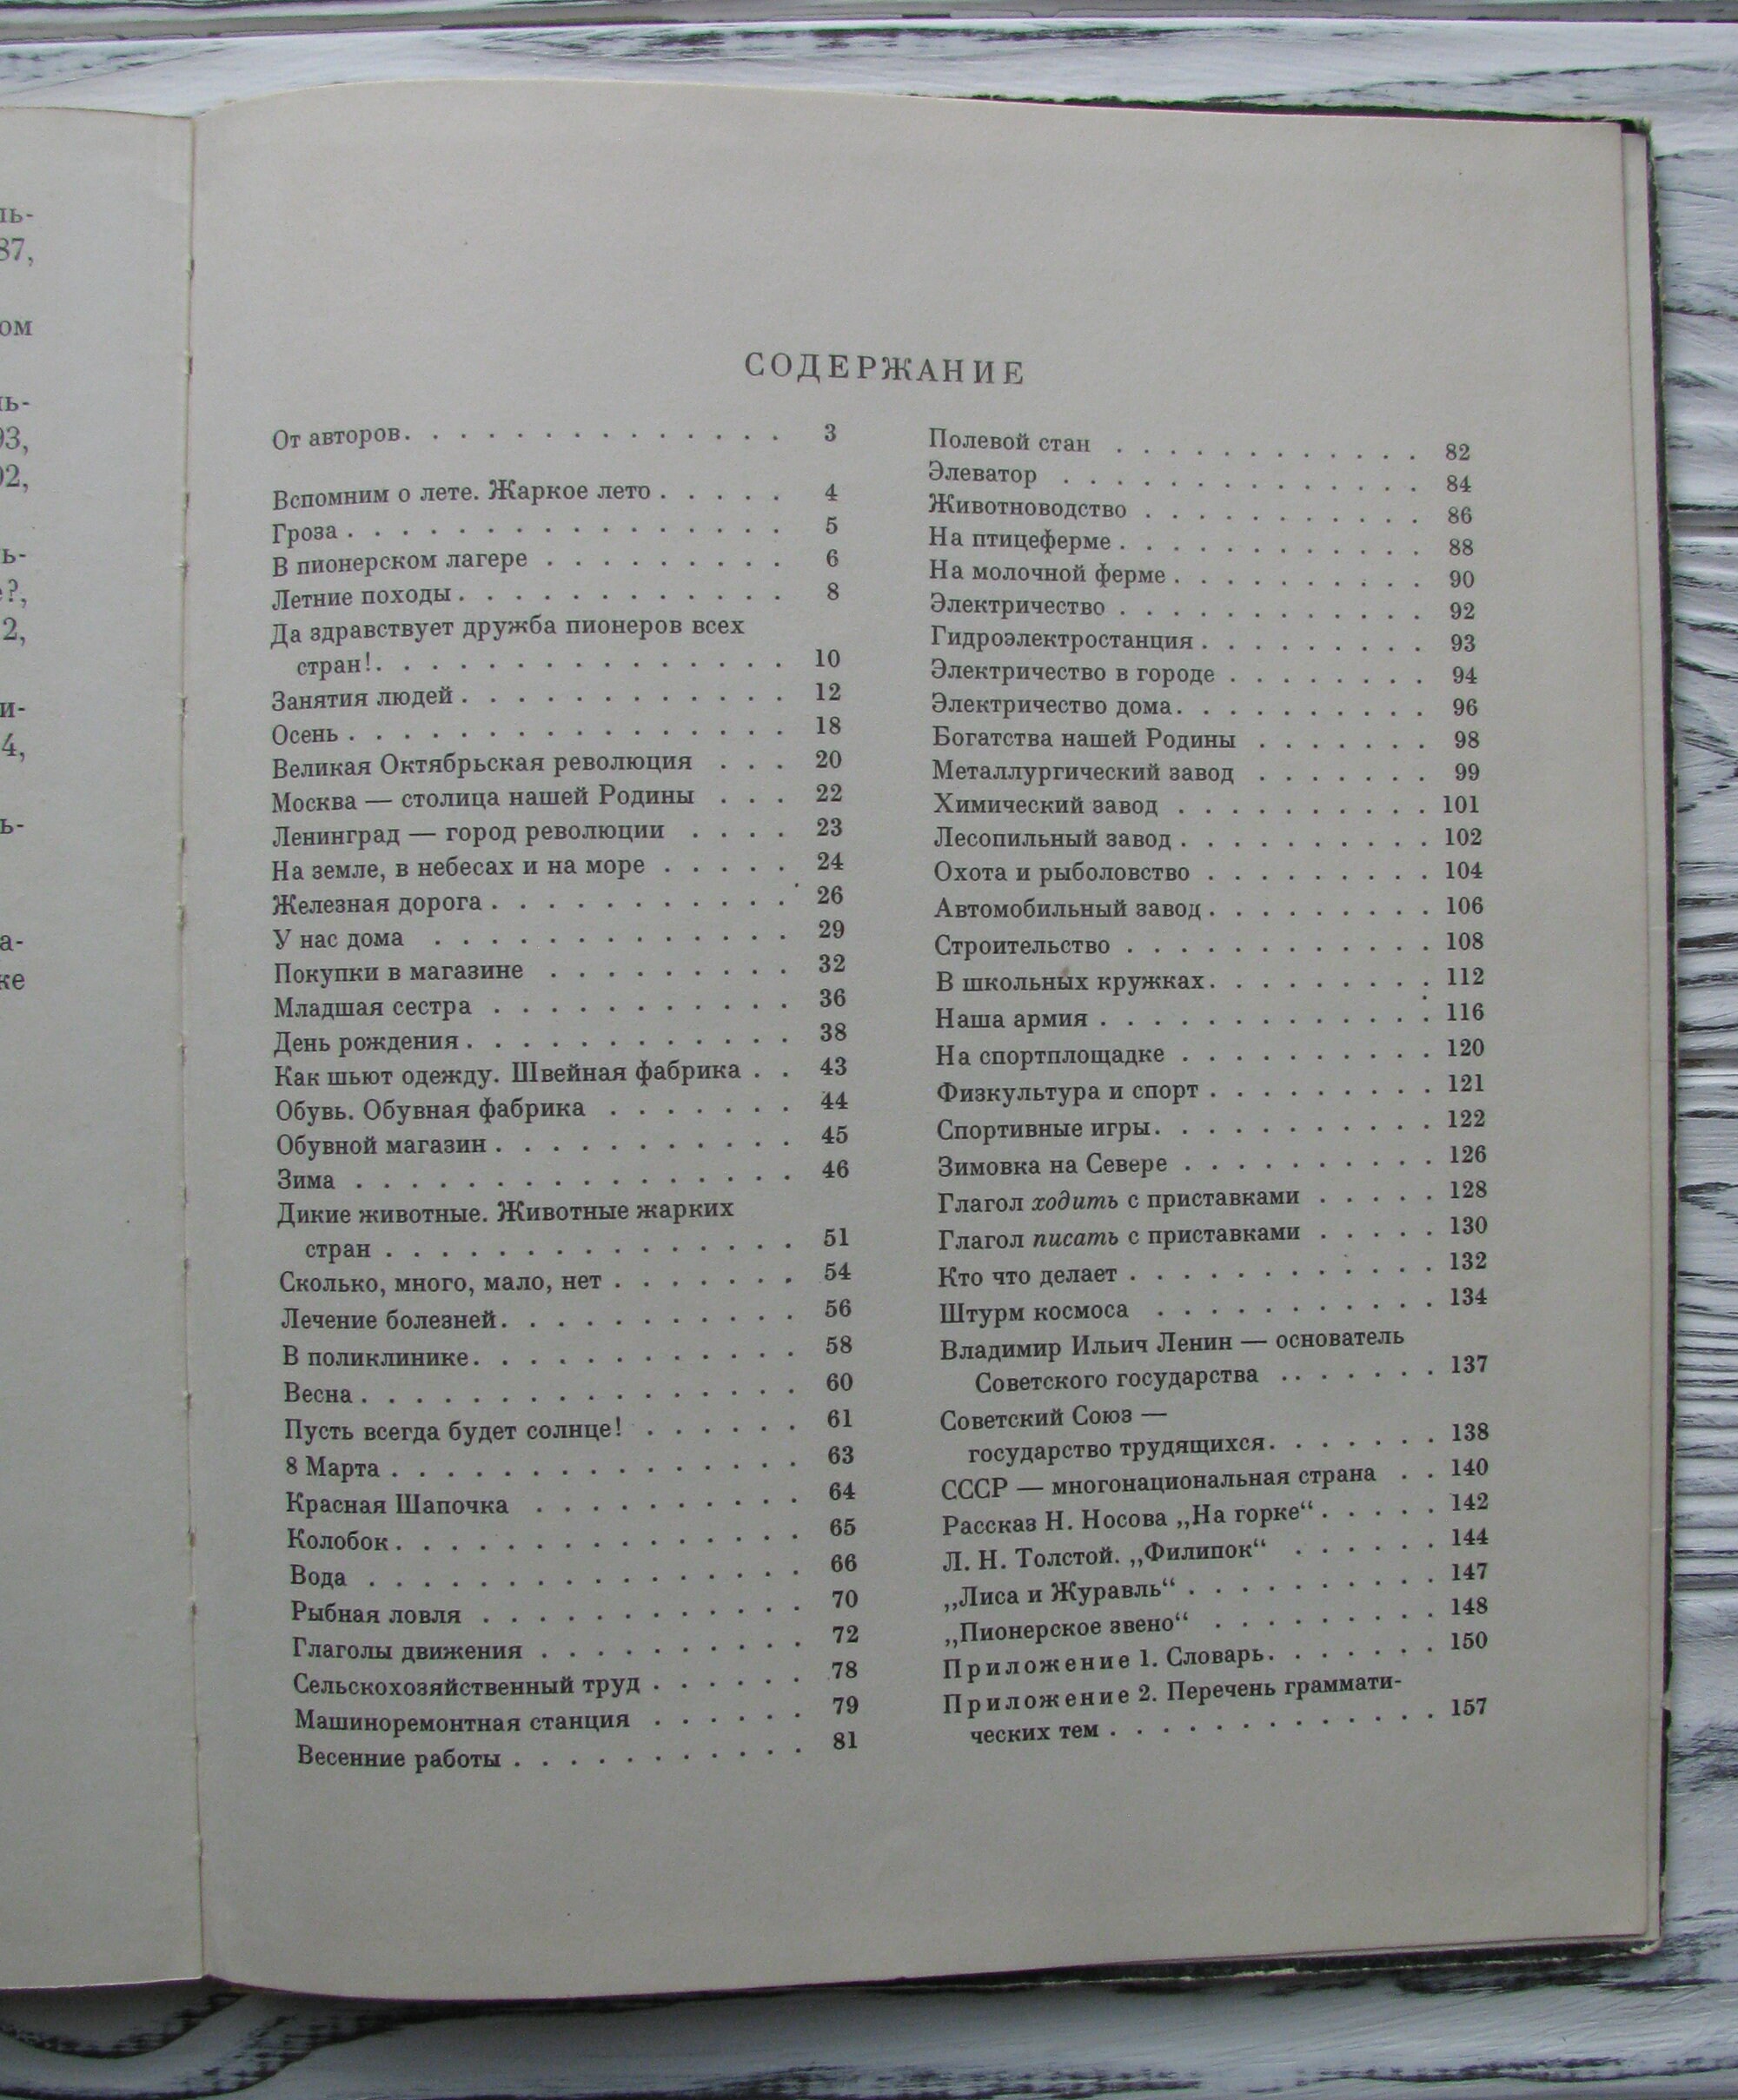 ль-
87,
ом
ль-
93,
92,
ь-
е?,
2,
и-
4,
ь-
а-
ке
СОДЕРЖАНИЕ
От авторов. . . . . . . . . . . . . . 3
Вспомним о лете. Жаркое лето . . . . . 4
Гроза . . . . . . . . . . . . . . . . 5
В пионерском лагере . . . . . . . . . 6
Летние походы . . . . . . . . . . . . 8
Да здравствует дружба пионеров всех
стран!. . . . . . . . . . . . . . . 10
Занятия людей . . . . . . . . . . . . 12
Осень . . . . . . . . . . . . . . . . 18
Великая Октябрьская революция . . . 20
Москва — столица нашей Родины . . . 22
Ленинград — город революции . . . . 23
На земле, в небесах и на море . . . . . 24
Железная дорога . . . . . . . . . . . 26
У нас дома . . . . . . . . . . . . . 29
Покупки в магазине . . . . . . . . . 32
Младшая сестра . . . . . . . . . . . 36
День рождения . . . . . . . . . . . . 38
Как шьют одежду. Швейная фабрика . . 43
Обувь. Обувная фабрика . . . . . . . 44
Обувной магазин . . . . . . . . . . . 45
Зима . . . . . . . . . . . . . . . . 46
Дикие животные. Животные жарких
стран . . . . . . . . . . . . . . . 51
Сколько, много, мало, нет . . . . . . . 54
Лечение болезней. . . . . . . . . . . 56
В поликлинике. . . . . . . . . . . . 58
Весна . . . . . . . . . . . . . . . . 60
Пусть всегда будет солнце! . . . . . . 61
8 Марта . . . . . . . . . . . . . . . 63
Красная Шапочка . . . . . . . . . . 64
Колобок . . . . . . . . . . . . . . . 65
Вода . . . . . . . . . . . . . . . . 66
Рыбная ловля . . . . . . . . . . . . 70
Глаголы движения . . . . . . . . . . 72
Сельскохозяйственный труд . . . . . . 78
Машиноремонтная станция . . . . . . 79
Весенние работы . . . . . . . . . . . 81
Полевой стан . . . . . . . . . . . . 82
Элеватор . . . . . . . . . . . . . 84
Животноводство . . . . . . . . . . 86
На птицеферме . . . . . . . . . . . 88
На молочной ферме . . . . . . . . . 90
Электричество . . . . . . . . . . . 92
Гидроэлектростанция . . . . . . . . . 93
Электричество в городе . . . . . . . . 94
Электричество дома. . . . . . . . . . 96
Богатства нашей Родины . . . . . . . 98
Металлургический завод . . . . . . . 99
Химический завод . . . . . . . . . . 101
Лесопильный завод . . . . . . . . . . 102
Охота и рыболовство . . . . . . . . . 104
Автомобильный завод . . . . . . . . . 106
Строительство . . . . . . . . . . . . 108
В школьных кружках. . . . . . . . . 112
Наша армия . . . . . . . . . . . . . 116
На спортплощадке . . . . . . . . . . 120
Физкультура и спорт . . . . . . . . . 121
Спортивные игры. . . . . . . . . . . 122
Зимовка на Севере . . . . . . . . . . 126
Глагол ходить с приставками . . . . . 128
Глагол писать с приставками . . . . . 130
Кто что делает . . . . . . . . . . . . 132
Штурм космоса . . . . . . . . . . . 134
Владимир Ильич Ленин — основатель
Советского государства . . . . . . . 137
Советский Союз —
государство трудящихся. . . . . . . 138
СССР — многонациональная страна . . 140
Рассказ Н. Носова „На горке“ . . . . . 142
Л. Н. Толстой. „Филипок“ . . . . . . 144
„Лиса и Журавль“ . . . . . . . . . . 147
„Пионерское звено“ . . . . . . . . . 148
Приложение 1. Словарь. . . . . . . 150
Приложение 2. Перечень граммати-
ческих тем . . . . . . . . . . . . . 157